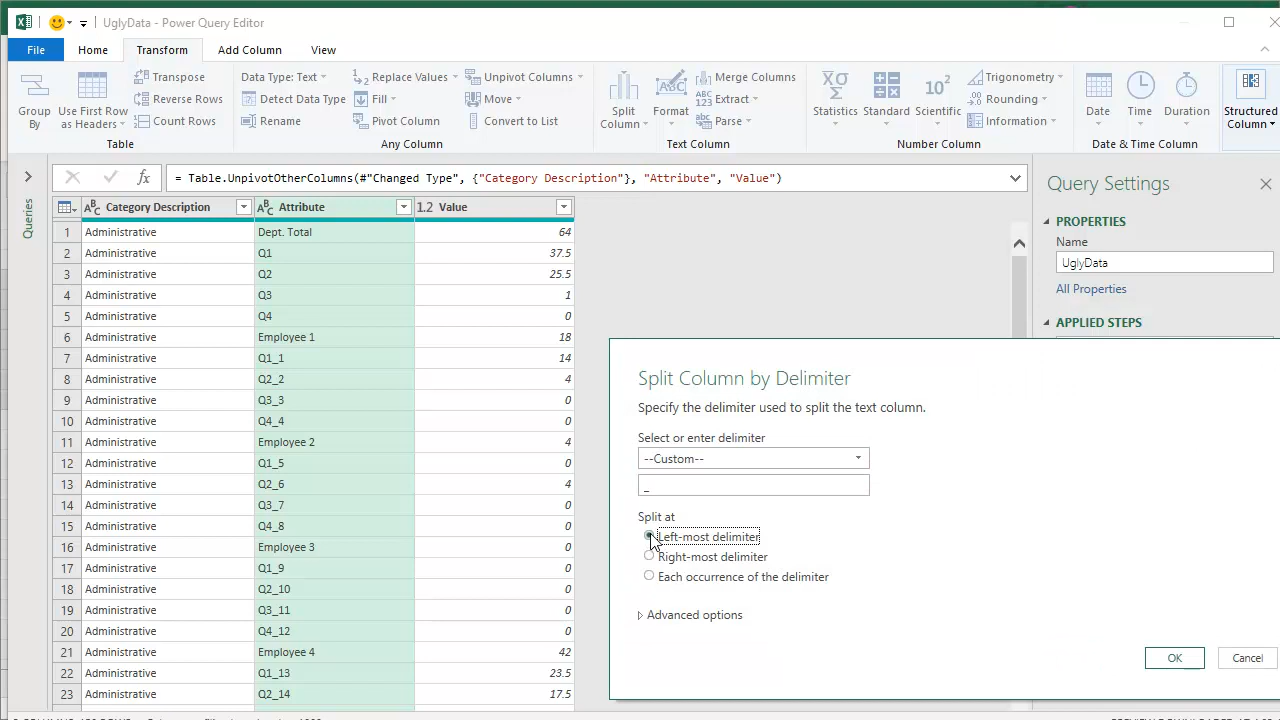 UglyData - Power Query Editor
File Home Transform Add Column View
Group By
Use First Row as Headers
Transpose
Reverse Rows
Count Rows
Table
Data Type: Text
Detect Data Type
Rename
Replace Values
Fill
Pivot Column
Unpivot Columns
Move
Convert to List
Any Column
Split Column
Format
ABC
Merge Columns
ABC 123
Extract
abc
Parse
Text Column
Statistics
Standard
10²
Scientific
Trigonometry
Rounding
Information
Number Column
Date
Time
Duration
Date & Time Column
Structured Column
Queries
fx = Table.UnpivotOtherColumns(#"Changed Type", {"Category Description"}, "Attribute", "Value")
ABC Category Description ABC Attribute 1.2 Value
1 Administrative Dept. Total 64
2 Administrative Q1 37.5
3 Administrative Q2 25.5
4 Administrative Q3 1
5 Administrative Q4 0
6 Administrative Employee 1 18
7 Administrative Q1_1 14
8 Administrative Q2_2 4
9 Administrative Q3_3 0
10 Administrative Q4_4 0
11 Administrative Employee 2 4
12 Administrative Q1_5 0
13 Administrative Q2_6 4
14 Administrative Q3_7 0
15 Administrative Q4_8 0
16 Administrative Employee 3 0
17 Administrative Q1_9 0
18 Administrative Q2_10 0
19 Administrative Q3_11 0
20 Administrative Q4_12 0
21 Administrative Employee 4 42
22 Administrative Q1_13 23.5
23 Administrative Q2_14 17.5
Query Settings
PROPERTIES
Name
UglyData
All Properties
APPLIED STEPS
Split Column by Delimiter
Specify the delimiter used to split the text column.
Select or enter delimiter
--Custom--
_
Split at
Left-most delimiter
Right-most delimiter
Each occurrence of the delimiter
Advanced options
OK Cancel